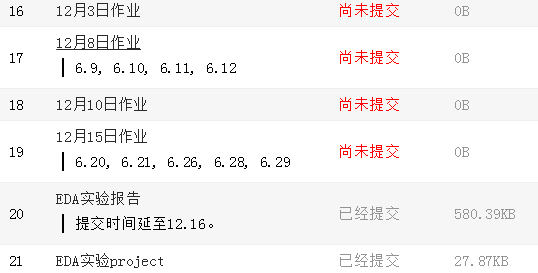 16 12月3日作业 尚未提交 0B
12月8日作业
17 尚未提交 0B
6.9, 6.10, 6.11, 6.12
18 12月10日作业 尚未提交 0B
12月15日作业
19 尚未提交 0B
6.20, 6.21, 6.26, 6.28, 6.29
EDA实验报告
20 已经提交 580.39KB
提交时间延至12.16。
21 EDA实验project 已经提交 27.87KB